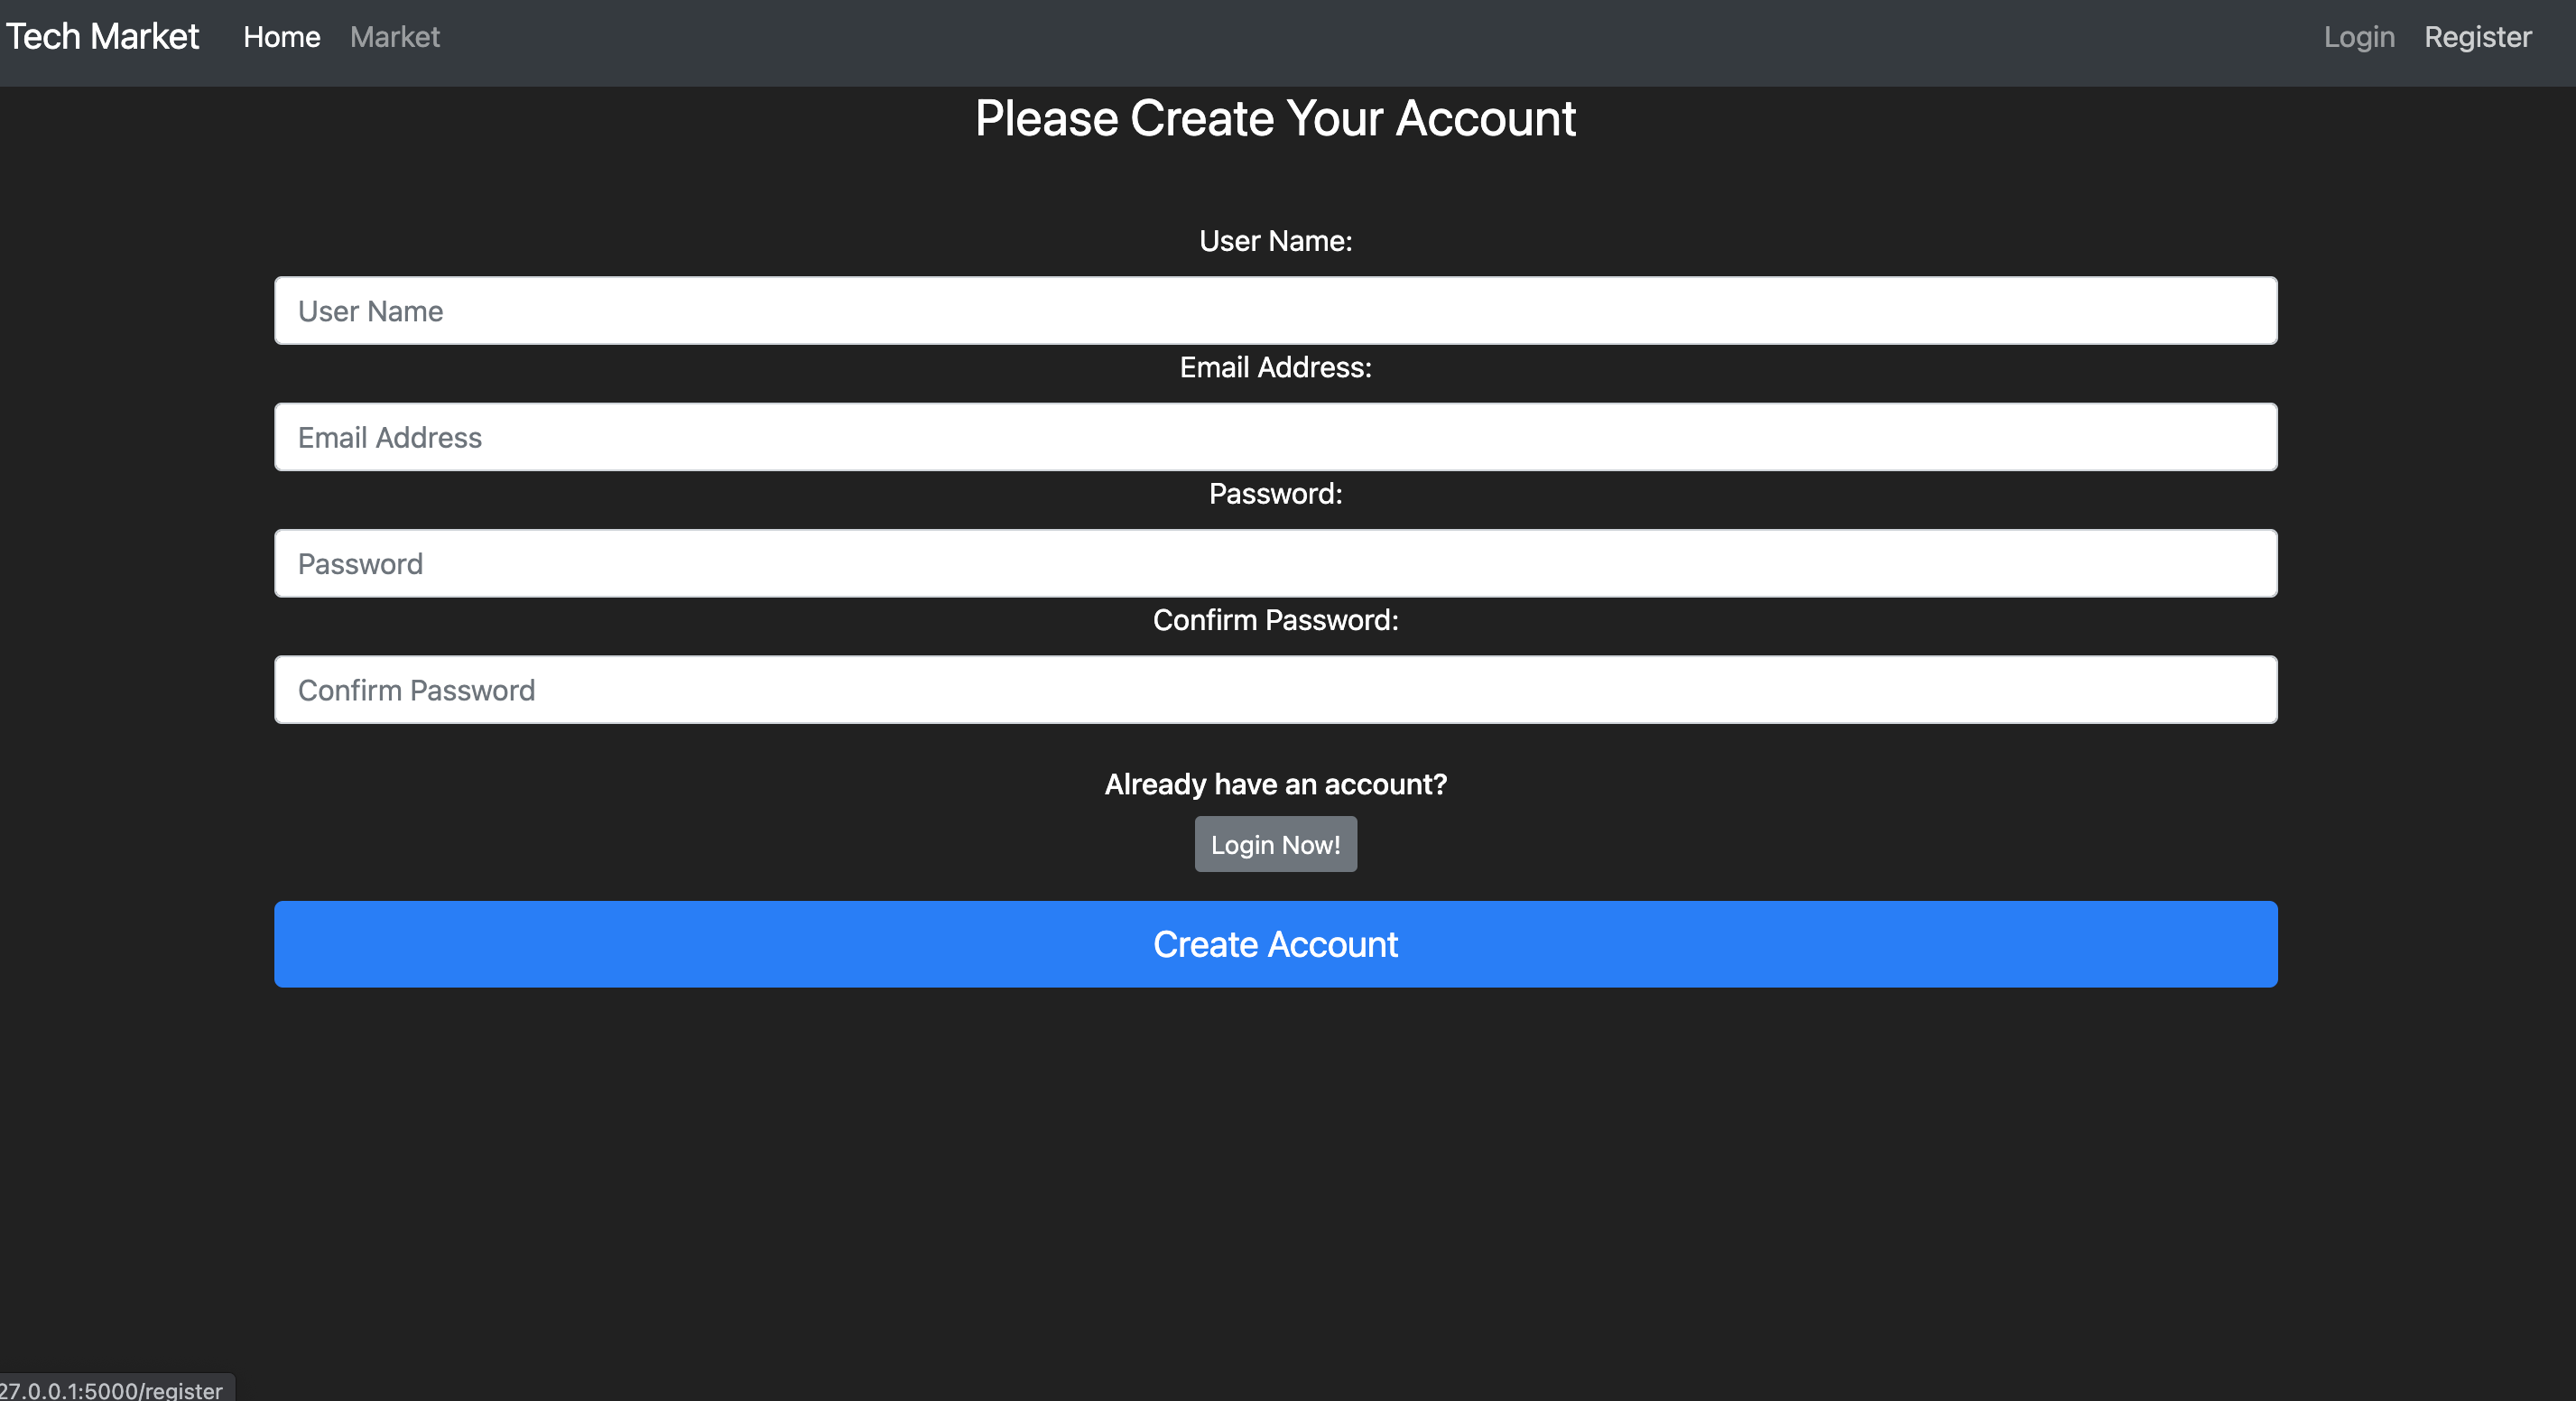 Tech Market Home Market Login Register
Please Create Your Account
User Name:
User Name
Email Address:
Email Address
Password:
Password
Confirm Password:
Confirm Password
Already have an account?
Login Now!
Create Account
27.0.0.1:5000/register